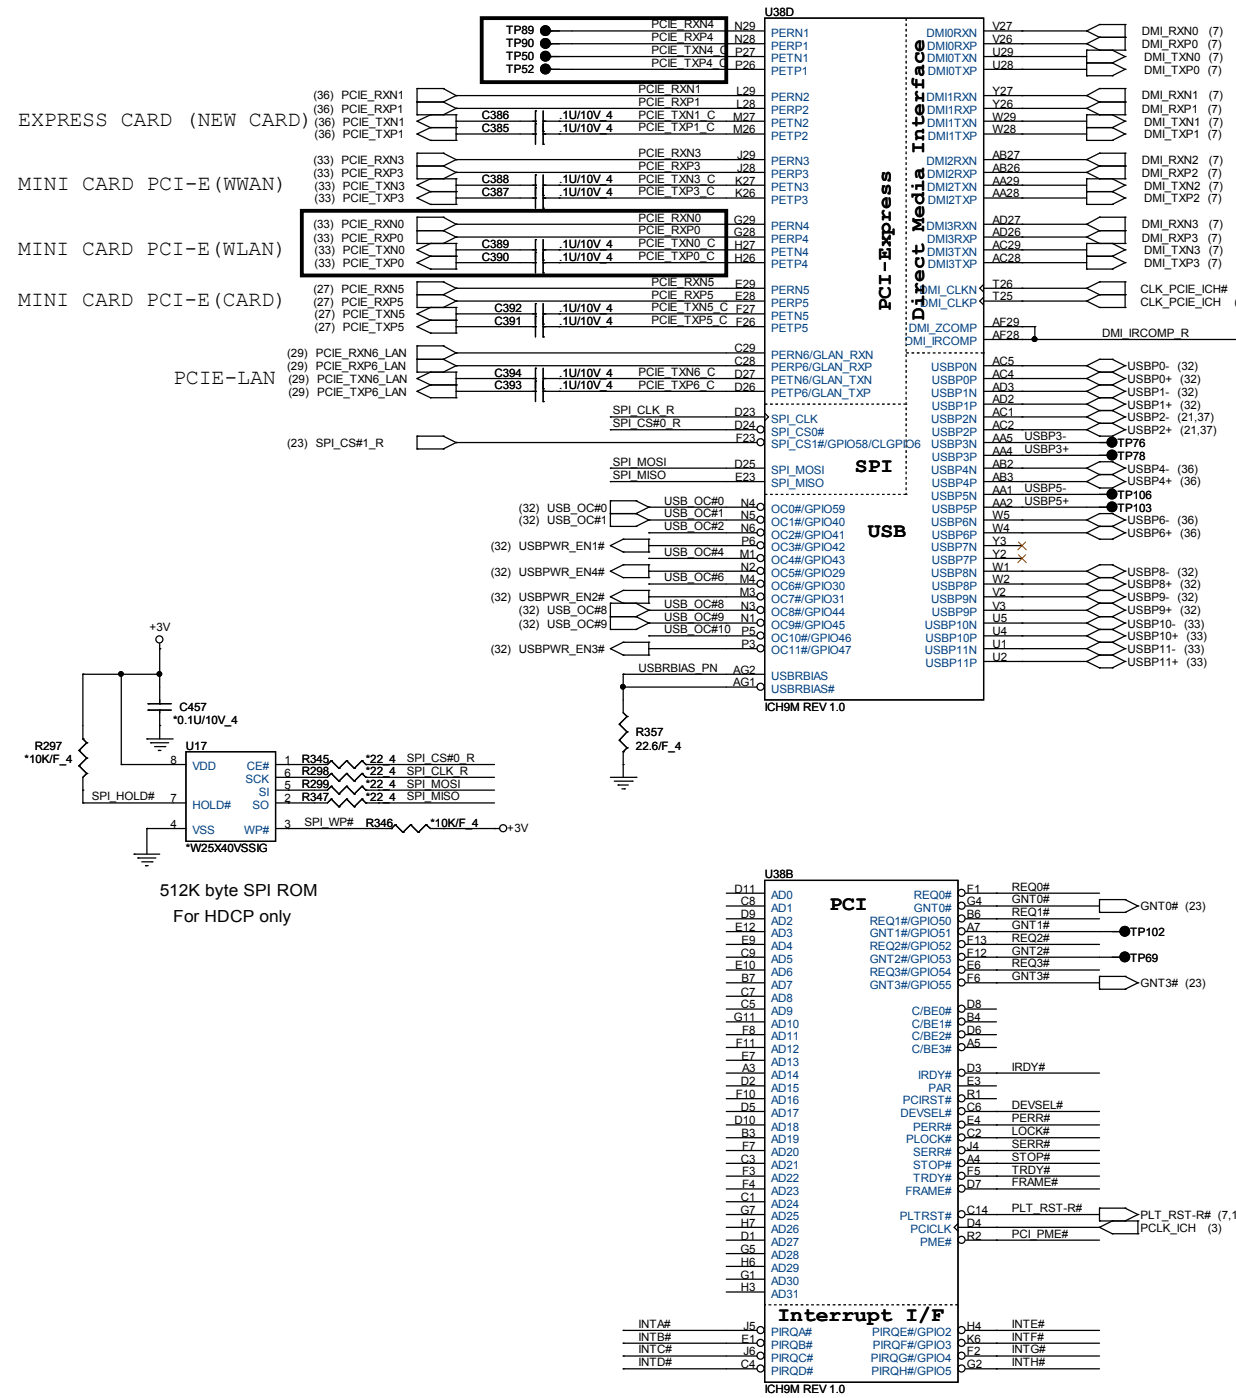 U38D
TP89 PCIE_RXN4 N29 PERN1 DMI0RXN V27 DMI_RXN0 (7)
TP90 PCIE_RXP4 N28 PERP1 DMI0RXP V26 DMI_RXP0 (7)
TP50 PCIE_TXN4_C P27 PETN1 DMI0TXN U29 DMI_TXN0 (7)
TP52 PCIE_TXP4_C P26 PETP1 DMI0TXP U28 DMI_TXP0 (7)
EXPRESS CARD (NEW CARD)
(36) PCIE_RXN1 PCIE_RXN1 L29 PERN2 DMI1RXN Y27 DMI_RXN1 (7)
(36) PCIE_RXP1 PCIE_RXP1 L28 PERP2 DMI1RXP Y26 DMI_RXP1 (7)
(36) PCIE_TXN1 C386 .1U/10V_4 PCIE_TXN1_C M27 PETN2 DMI1TXN W29 DMI_TXN1 (7)
(36) PCIE_TXP1 C385 .1U/10V_4 PCIE_TXP1_C M26 PETP2 DMI1TXP W28 DMI_TXP1 (7)
MINI CARD PCI-E(WWAN)
(33) PCIE_RXN3 PCIE_RXN3 J29 PERN3 DMI2RXN AB27 DMI_RXN2 (7)
(33) PCIE_RXP3 PCIE_RXP3 J28 PERP3 DMI2RXP AB26 DMI_RXP2 (7)
(33) PCIE_TXN3 C388 .1U/10V_4 PCIE_TXN3_C K27 PETN3 DMI2TXN AA29 DMI_TXN2 (7)
(33) PCIE_TXP3 C387 .1U/10V_4 PCIE_TXP3_C K26 PETP3 DMI2TXP AA28 DMI_TXP2 (7)
MINI CARD PCI-E(WLAN)
(33) PCIE_RXN0 PCIE_RXN0 G29 PERN4 DMI3RXN AD27 DMI_RXN3 (7)
(33) PCIE_RXP0 PCIE_RXP0 G28 PERP4 DMI3RXP AD26 DMI_RXP3 (7)
(33) PCIE_TXN0 C389 .1U/10V_4 PCIE_TXN0_C H27 PETN4 DMI3TXN AC29 DMI_TXN3 (7)
(33) PCIE_TXP0 C390 .1U/10V_4 PCIE_TXP0_C H26 PETP4 DMI3TXP AC28 DMI_TXP3 (7)
MINI CARD PCI-E(CARD)
(27) PCIE_RXN5 PCIE_RXN5 E29 PERN5 DMI_CLKN T26 CLK_PCIE_ICH#
(27) PCIE_RXP5 PCIE_RXP5 E28 PERP5 DMI_CLKP T25 CLK_PCIE_ICH (
(27) PCIE_TXN5 C392 .1U/10V_4 PCIE_TXN5_C F27 PETN5
(27) PCIE_TXP5 C391 .1U/10V_4 PCIE_TXP5_C F26 PETP5
DMI_ZCOMP AF29
DMI_IRCOMP AF28 DMI_IRCOMP_R
PCI-Express
Direct Media Interface
PCIE-LAN
(29) PCIE_RXN6_LAN C29 PERN6/GLAN_RXN
(29) PCIE_RXP6_LAN C28 PERP6/GLAN_RXP
(29) PCIE_TXN6_LAN C394 .1U/10V_4 PCIE_TXN6_C D27 PETN6/GLAN_TXN
(29) PCIE_TXP6_LAN C393 .1U/10V_4 PCIE_TXP6_C D26 PETP6/GLAN_TXP
SPI_CLK_R D23 SPI_CLK
SPI_CS#0_R D24 SPI_CS0#
(23) SPI_CS#1_R F23 SPI_CS1#/GPIO58/CLGPIO6
SPI_MOSI D25 SPI_MOSI
SPI_MISO E23 SPI_MISO
SPI
USBP0N AC5 USBP0- (32)
USBP0P AC4 USBP0+ (32)
USBP1N AD3 USBP1- (32)
USBP1P AD2 USBP1+ (32)
USBP2N AC1 USBP2- (21,37)
USBP2P AC2 USBP2+ (21,37)
USBP3N AA5 USBP3- TP76
USBP3P AA4 USBP3+ TP78
USBP4N AB2 USBP4- (36)
USBP4P AB3 USBP4+ (36)
USBP5N AA1 USBP5- TP106
USBP5P AA2 USBP5+ TP103
USBP6N W5 USBP6- (36)
USBP6P W4 USBP6+ (36)
USBP7N Y3
USBP7P Y2
USBP8N W1 USBP8- (32)
USBP8P W2 USBP8+ (32)
USBP9N V2 USBP9- (32)
USBP9P V3 USBP9+ (32)
USBP10N U5 USBP10- (33)
USBP10P U4 USBP10+ (33)
USBP11N U1 USBP11- (33)
USBP11P U2 USBP11+ (33)
USB
(32) USB_OC#0 USB_OC#0 N4 OC0#/GPIO59
(32) USB_OC#1 USB_OC#1 N5 OC1#/GPIO40
USB_OC#2 N6 OC2#/GPIO41
(32) USBPWR_EN1# P6 OC3#/GPIO42
USB_OC#4 M1 OC4#/GPIO43
(32) USBPWR_EN4# N2 OC5#/GPIO29
USB_OC#6 M4 OC6#/GPIO30
(32) USBPWR_EN2# M3 OC7#/GPIO31
(32) USB_OC#8 USB_OC#8 N3 OC8#/GPIO44
(32) USB_OC#9 USB_OC#9 N1 OC9#/GPIO45
USB_OC#10 P5 OC10#/GPIO46
(32) USBPWR_EN3# P3 OC11#/GPIO47
USBRBIAS_PN AG2 USBRBIAS
AG1 USBRBIAS#
ICH9M REV 1.0
R357
22.6/F_4
+3V
C457
*0.1U/10V_4
R297
*10K/F_4
U17
8 VDD CE# 1 R345 *22_4 SPI_CS#0_R
SCK 6 R298 *22_4 SPI_CLK_R
SI 5 R299 *22_4 SPI_MOSI
SPI_HOLD# 7 HOLD# SO 2 R347 *22_4 SPI_MISO
4 VSS WP# 3 SPI_WP# R346 *10K/F_4 +3V
*W25X40VSSIG
512K byte SPI ROM
For HDCP only
U38B
PCI
D11 AD0 REQ0# F1 REQ0#
C8 AD1 GNT0# G4 GNT0# GNT0# (23)
D9 AD2 REQ1#/GPIO50 B6 REQ1#
E12 AD3 GNT1#/GPIO51 A7 GNT1# TP102
E9 AD4 REQ2#/GPIO52 F13 REQ2#
C9 AD5 GNT2#/GPIO53 F12 GNT2# TP69
E10 AD6 REQ3#/GPIO54 E6 REQ3#
B7 AD7 GNT3#/GPIO55 F6 GNT3# GNT3# (23)
C7 AD8
C5 AD9 C/BE0# D8
G11 AD10 C/BE1# B4
F8 AD11 C/BE2# D6
F11 AD12 C/BE3# A5
E7 AD13
A3 AD14 IRDY# D3 IRDY#
D2 AD15 PAR E3
F10 AD16 PCIRST# R1
D5 AD17 DEVSEL# C6 DEVSEL#
D10 AD18 PERR# E4 PERR#
B3 AD19 PLOCK# C2 LOCK#
F7 AD20 SERR# J4 SERR#
C3 AD21 STOP# A4 STOP#
F3 AD22 TRDY# F5 TRDY#
F4 AD23 FRAME# D7 FRAME#
C1 AD24
G7 AD25 PLTRST# C14 PLT_RST-R# PLT_RST-R# (7,1
H7 AD26 PCICLK D4 PCLK_ICH (3)
D1 AD27 PME# R2 PCI_PME#
G5 AD28
H6 AD29
G1 AD30
H3 AD31
Interrupt I/F
INTA# J5 PIRQA# PIRQE#/GPIO2 H4 INTE#
INTB# E1 PIRQB# PIRQF#/GPIO3 K6 INTF#
INTC# J6 PIRQC# PIRQG#/GPIO4 F2 INTG#
INTD# C4 PIRQD# PIRQH#/GPIO5 G2 INTH#
ICH9M REV 1.0